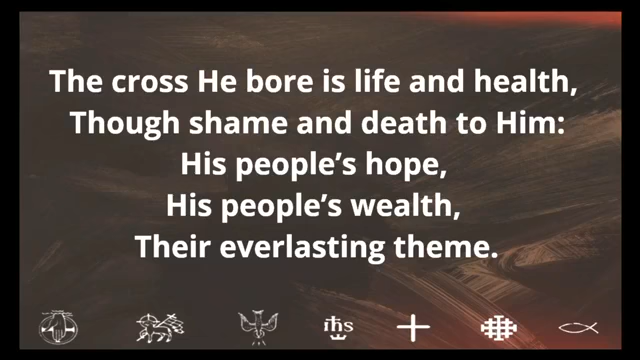 The cross He bore is life and health,
Though shame and death to Him:
His people’s hope,
His people’s wealth,
Their everlasting theme.
ihs